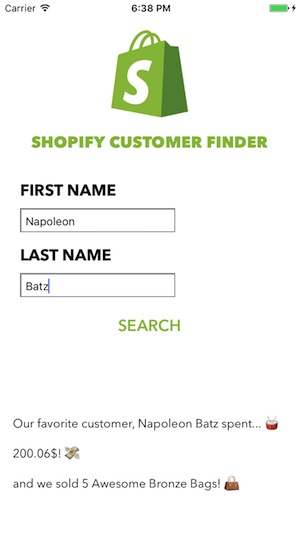 Carrier 6:38 PM
S
SHOPIFY CUSTOMER FINDER
FIRST NAME
Napoleon
LAST NAME
Batz
SEARCH
Our favorite customer, Napoleon Batz spent... 🥁
200.06$! 💸
and we sold 5 Awesome Bronze Bags! 👜